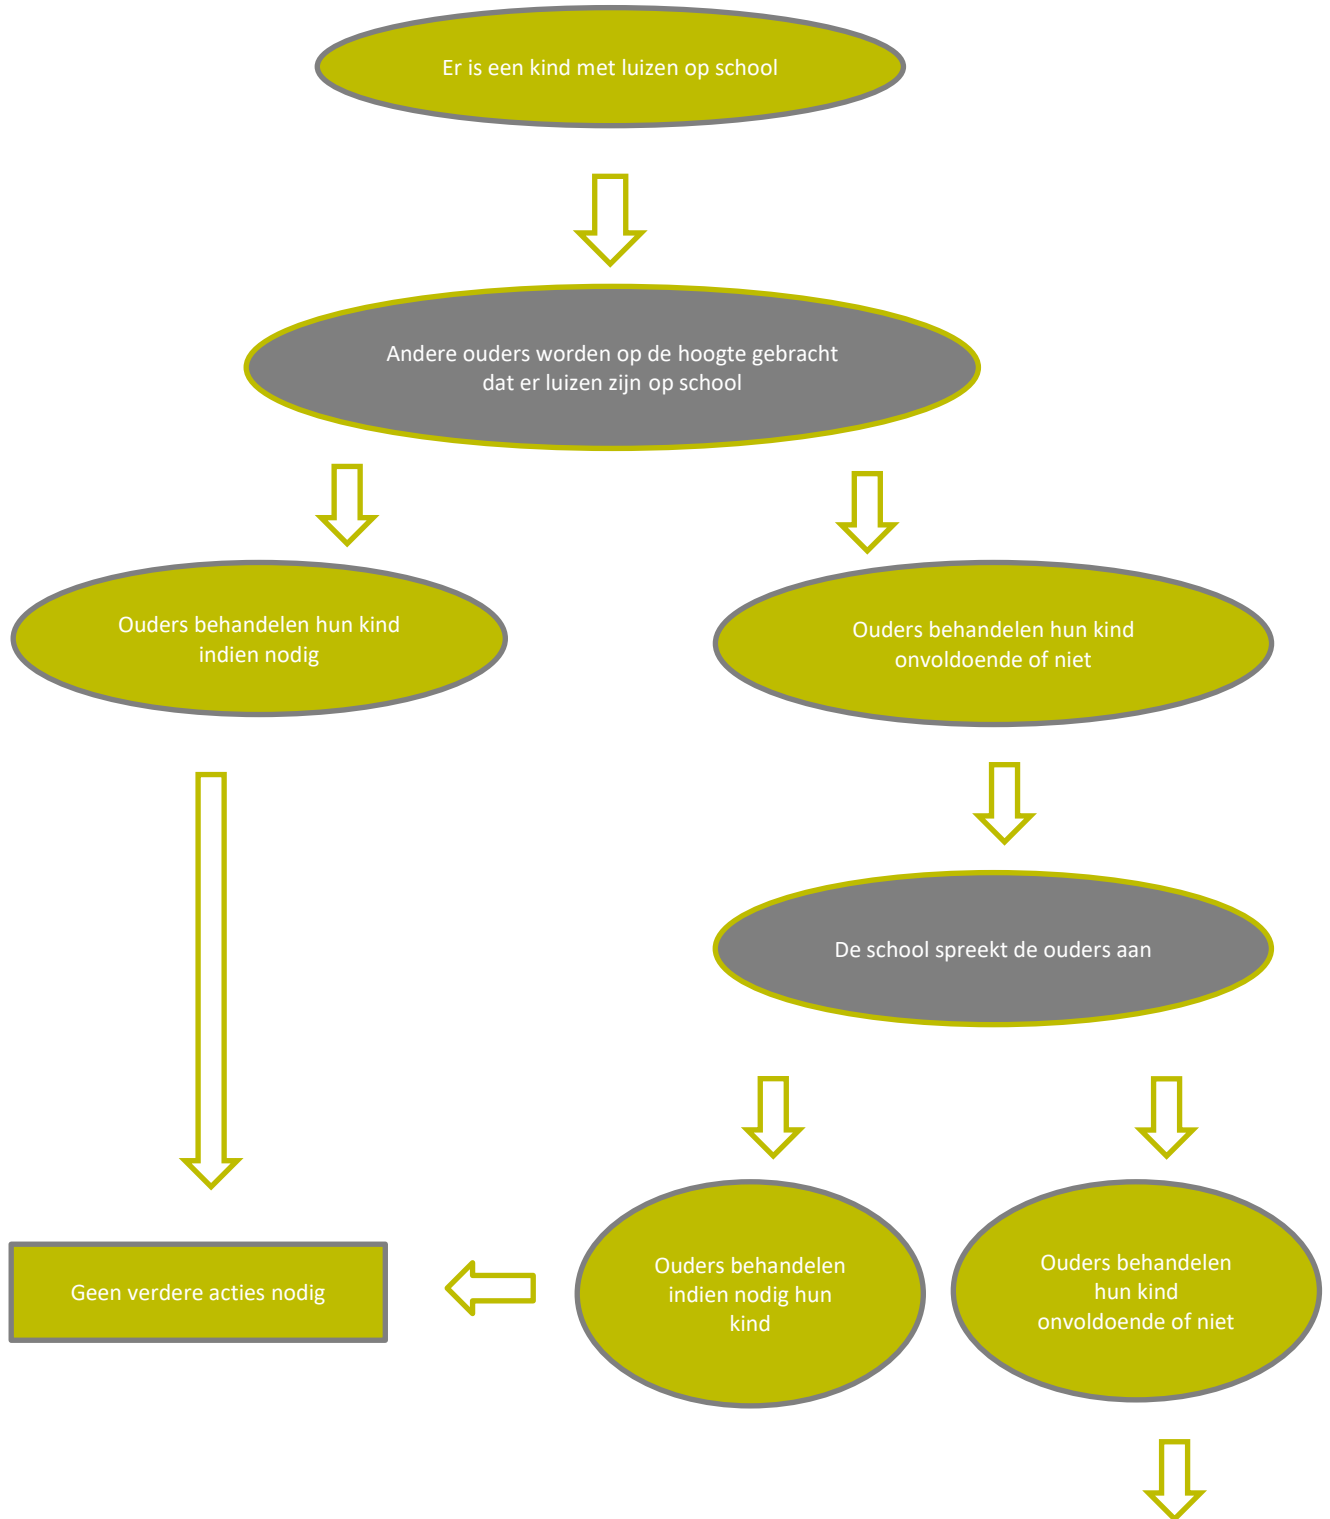 Er is een kind met luizen op school
Andere ouders worden op de hoogte gebracht
dat er luizen zijn op school
Ouders behandelen hun kind
indien nodig
Ouders behandelen hun kind
onvoldoende of niet
De school spreekt de ouders aan
Geen verdere acties nodig
Ouders behandelen
indien nodig hun
kind
Ouders behandelen
hun kind
onvoldoende of niet